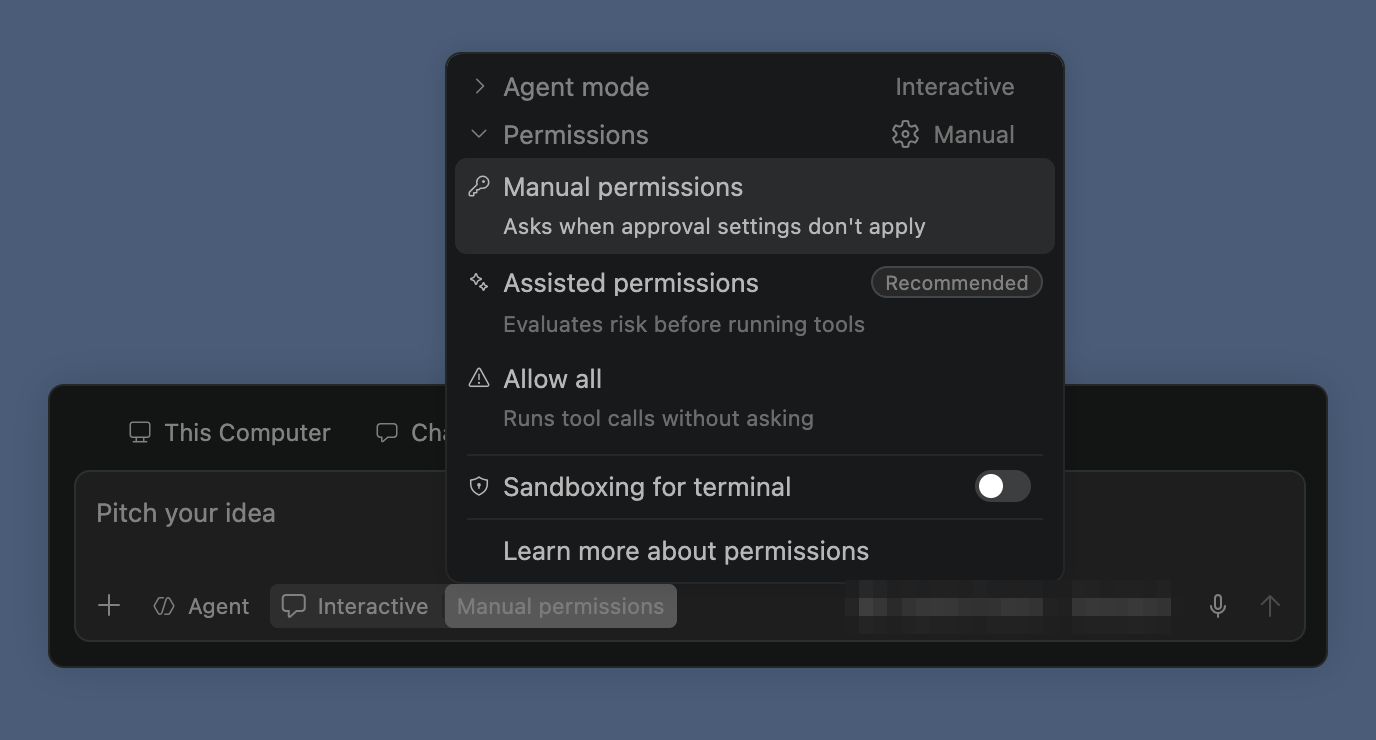 Agent mode Interactive
Permissions Manual
Manual permissions
Asks when approval settings don't apply
Assisted permissions Recommended
Evaluates risk before running tools
Allow all
Runs tool calls without asking
Sandboxing for terminal
Learn more about permissions
This Computer
Pitch your idea
Agent Interactive Manual permissions